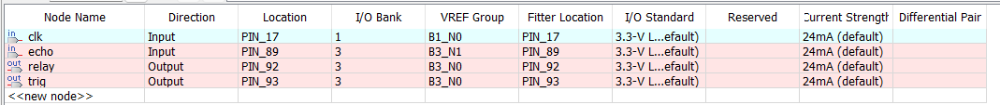 Node Name Direction Location I/O Bank VREF Group Fitter Location I/O Standard Reserved Current Strength Differential Pair
in clk Input PIN_17 1 B1_N0 PIN_17 3.3-V L...efault) 24mA (default)
in echo Input PIN_89 3 B3_N1 PIN_89 3.3-V L...efault) 24mA (default)
out relay Output PIN_92 3 B3_N0 PIN_92 3.3-V L...efault) 24mA (default)
out trig Output PIN_93 3 B3_N0 PIN_93 3.3-V L...efault) 24mA (default)
<<new node>>